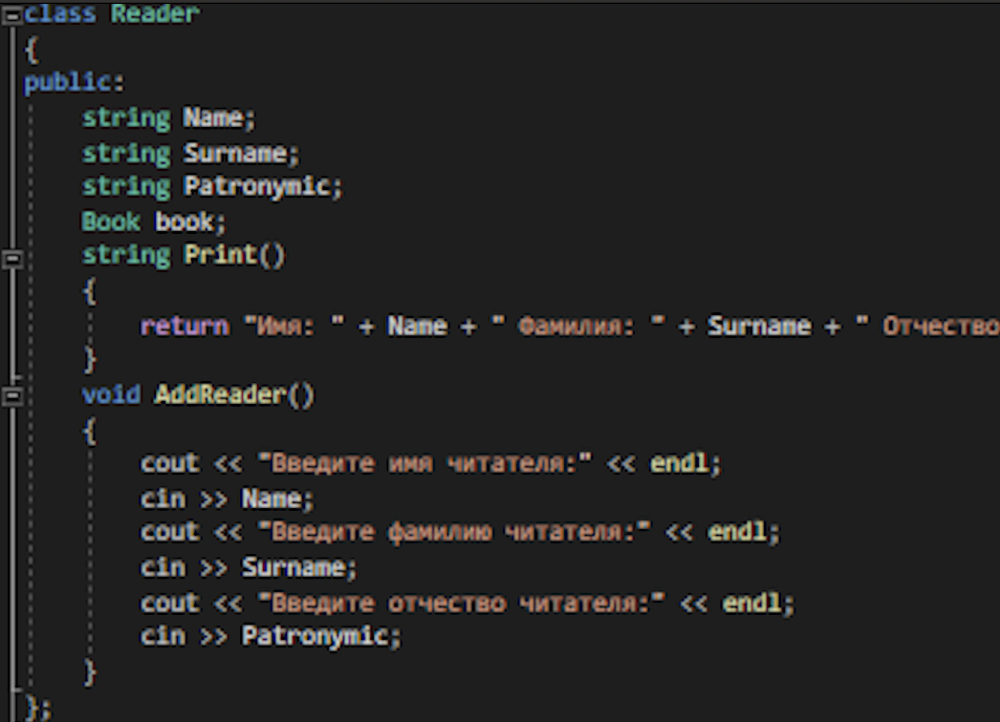 class Reader
{
public:
string Name;
string Surname;
string Patronymic;
Book book;
string Print()
{
return "Имя: " + Name + " Фамилия: " + Surname + " Отчество
}
void AddReader()
{
cout << "Введите имя читателя:" << endl;
cin >> Name;
cout << "Введите фамилию читателя:" << endl;
cin >> Surname;
cout << "Введите отчество читателя:" << endl;
cin >> Patronymic;
}
};